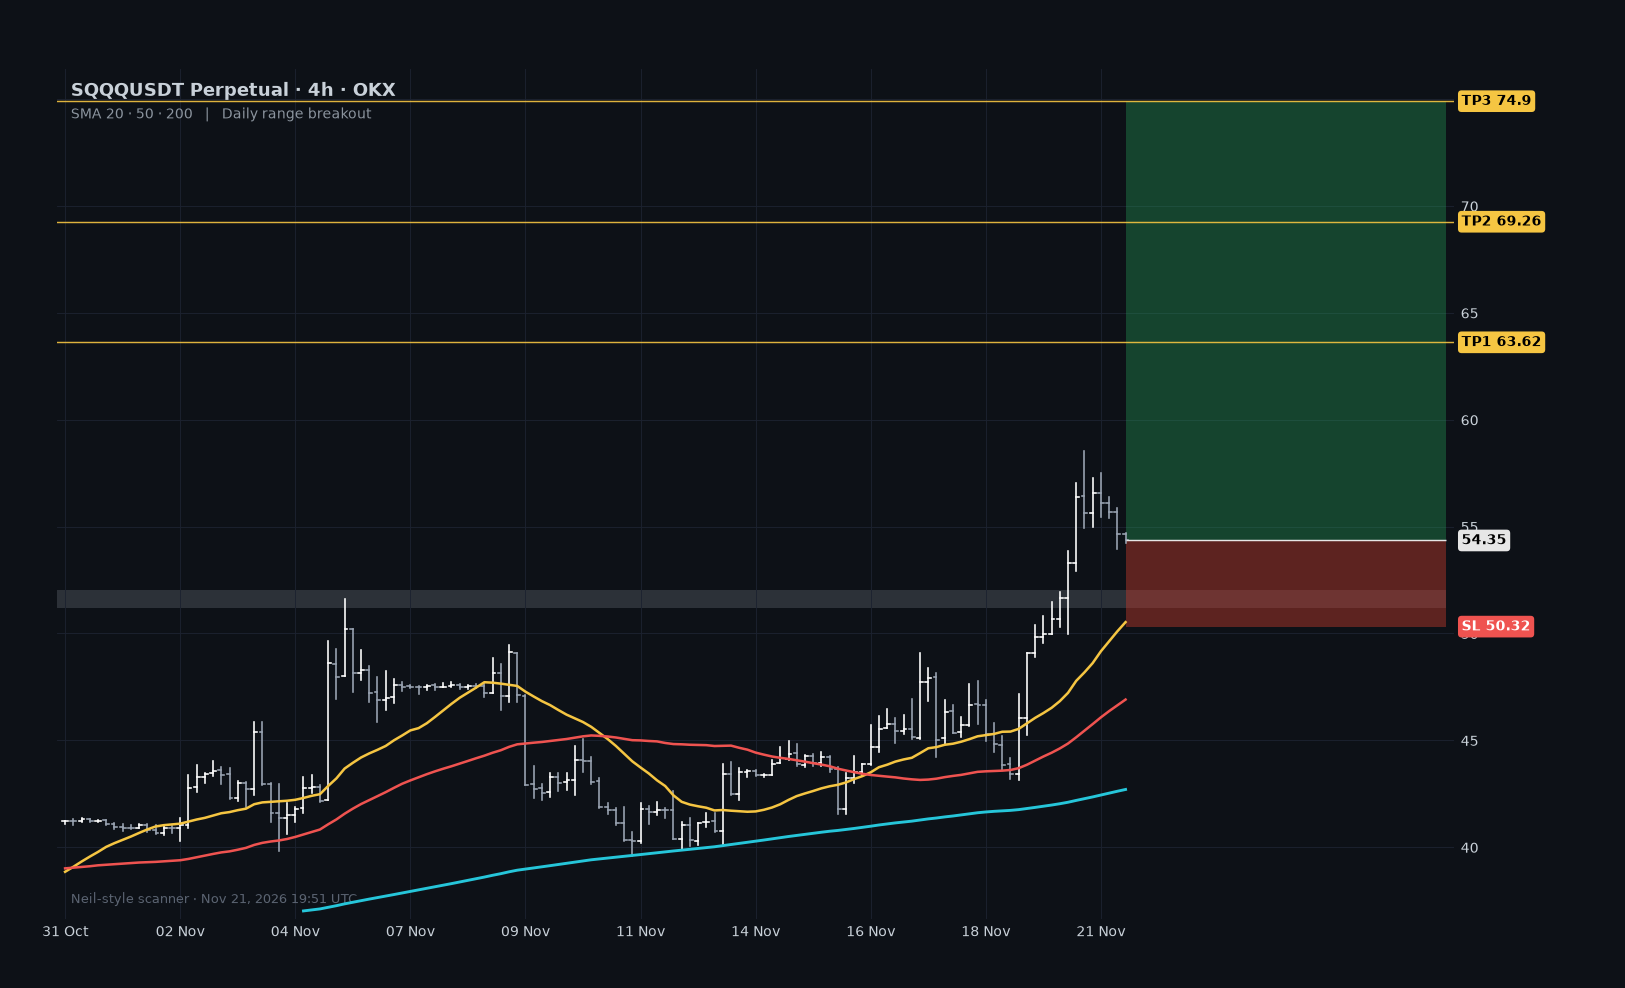 SQQQUSDT Perpetual · 4h · OKX
SMA 20 · 50 · 200 | Daily range breakout
TP3 74.9
70
TP2 69.26
65
TP1 63.62
60
55
54.35
SL 50.32
45
40
Neil-style scanner · Nov 21, 2026 19:51 UTC
31 Oct 02 Nov 04 Nov 07 Nov 09 Nov 11 Nov 14 Nov 16 Nov 18 Nov 21 Nov